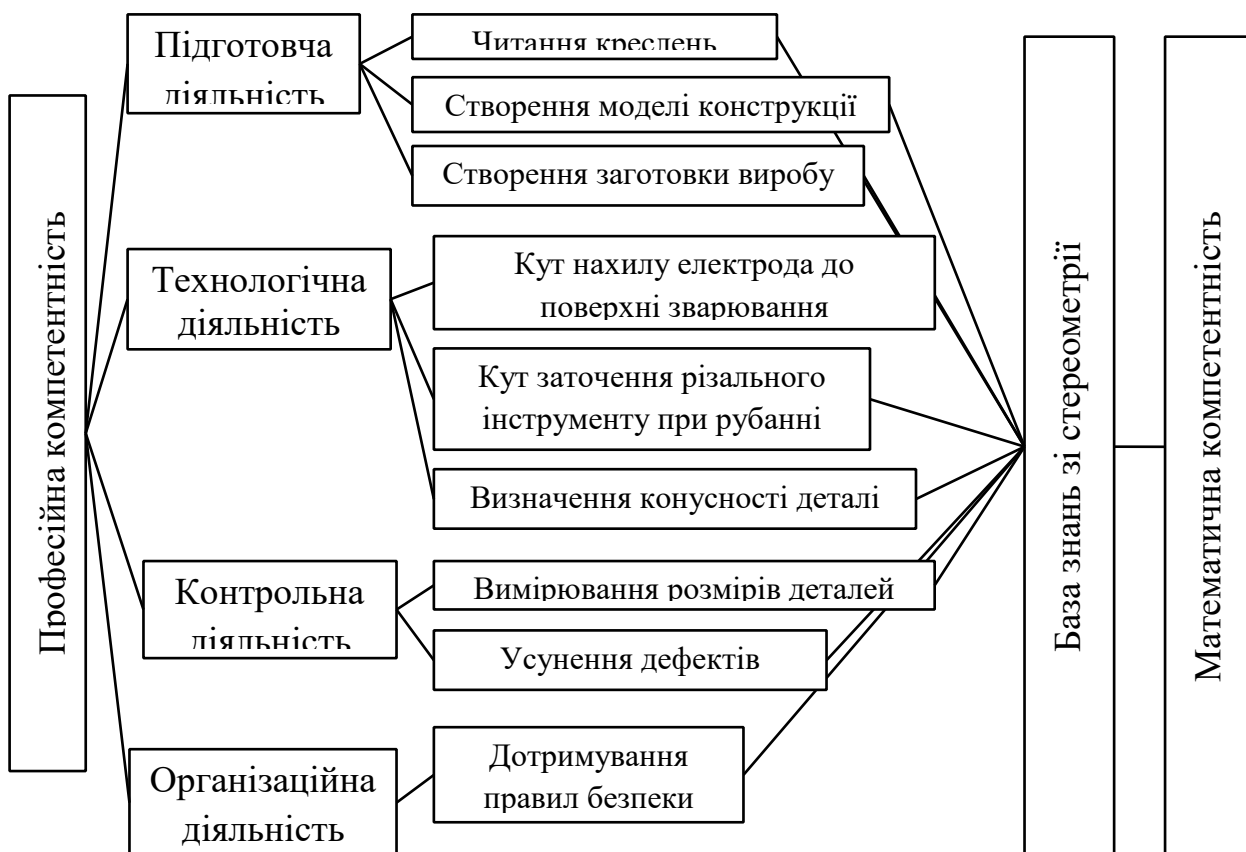 Професійна компетентність
Підготовча
діяльність
Технологічна
діяльність
Контрольна
діяльність
Організаційна
діяльність
Читання креслень
Створення моделі конструкції
Створення заготовки виробу
Кут нахилу електрода до
поверхні зварювання
Кут заточення різального
інструменту при рубанні
Визначення конусності деталі
Вимірювання розмірів деталей
Усунення дефектів
Дотримування
правил безпеки
База знань зі стереометрії
Математична компетентність